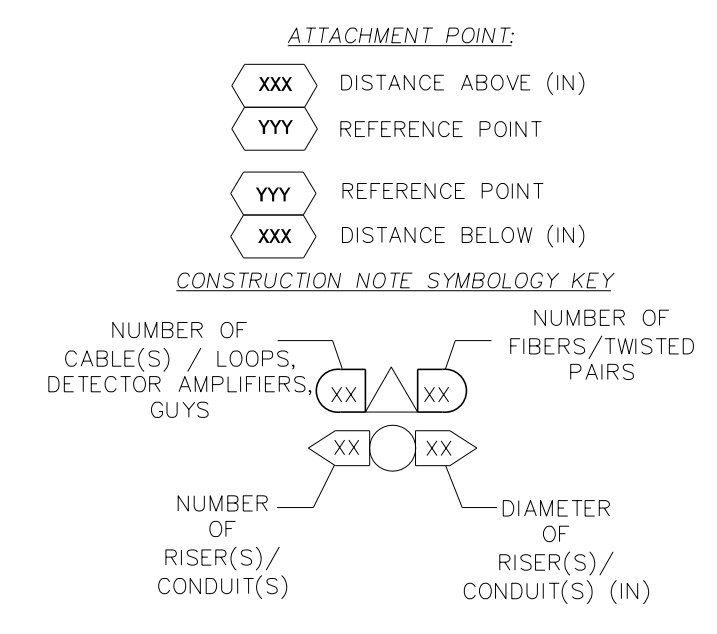 ATTACHMENT POINT:
XXX DISTANCE ABOVE (IN)
YYY REFERENCE POINT
YYY REFERENCE POINT
XXX DISTANCE BELOW (IN)
CONSTRUCTION NOTE SYMBOLOGY KEY
NUMBER OF
CABLE(S) / LOOPS,
DETECTOR AMPLIFIERS,
GUYS
NUMBER OF
FIBERS/TWISTED
PAIRS
XX XX
XX XX
NUMBER
OF
RISER(S)/
CONDUIT(S)
DIAMETER
OF
RISER(S)/
CONDUIT(S) (IN)